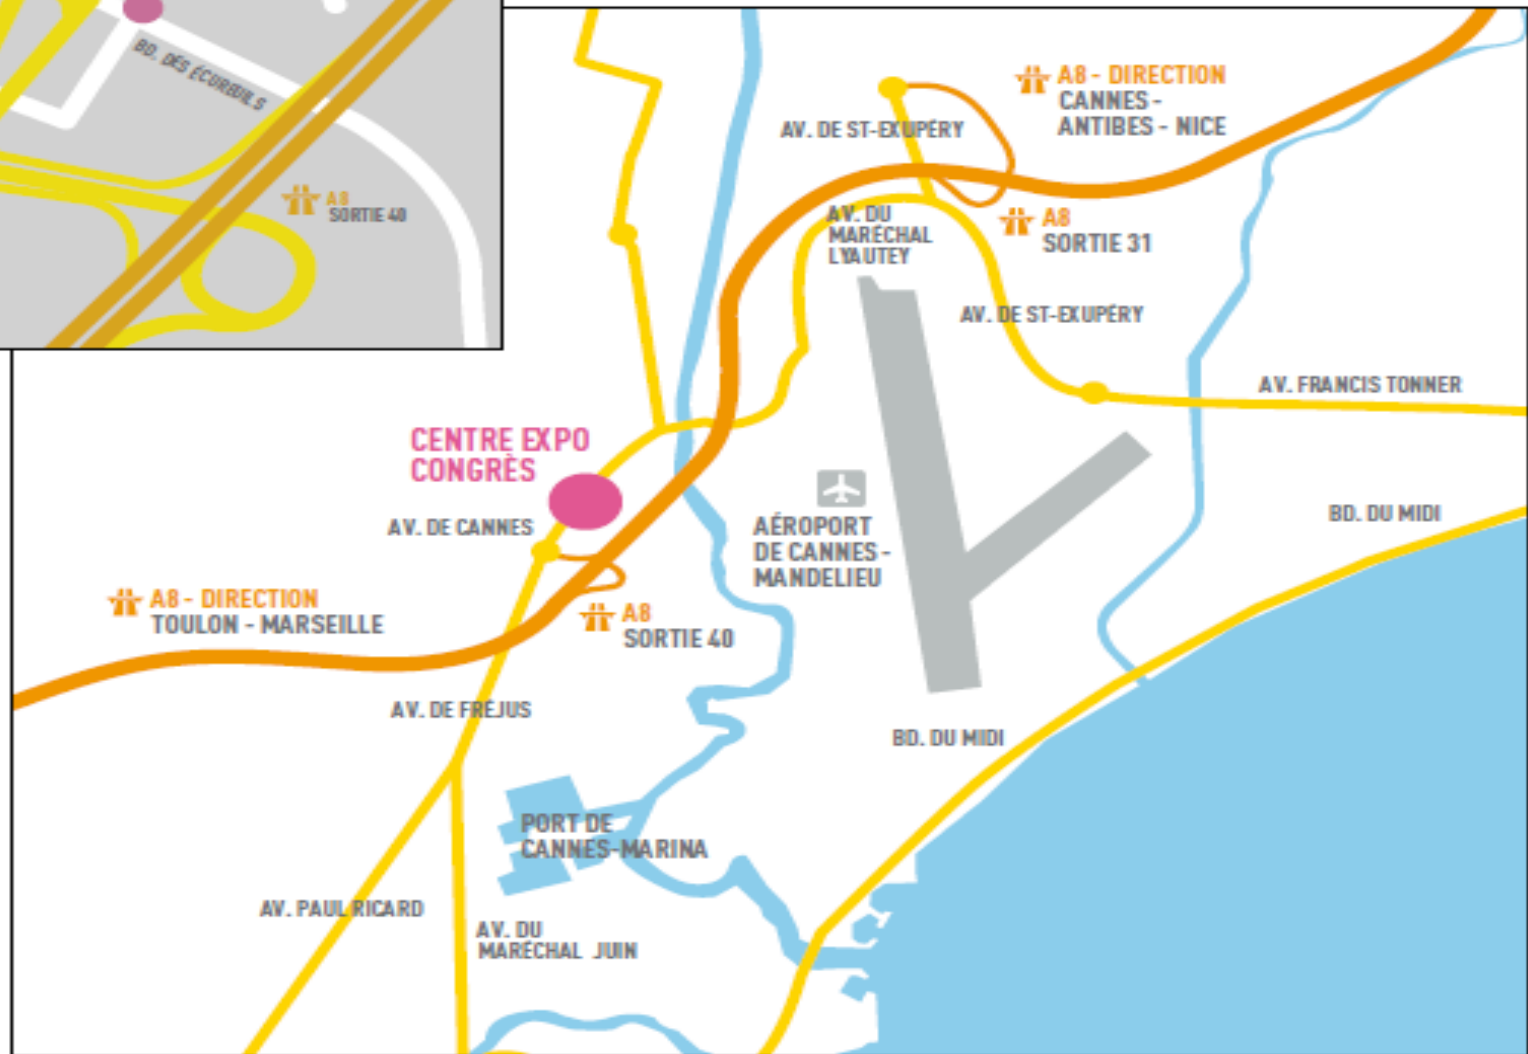 BD. DES ÉCUREUILS
A8
SORTIE 40
A8 - DIRECTION
CANNES -
ANTIBES - NICE
AV. DE ST-EXUPÉRY
AV. DU
MARÉCHAL
LYAUTEY
A8
SORTIE 31
AV. DE ST-EXUPÉRY
AV. FRANCIS TONNER
CENTRE EXPO
CONGRÈS
AV. DE CANNES
AÉROPORT
DE CANNES -
MANDELIEU
BD. DU MIDI
A8 - DIRECTION
TOULON - MARSEILLE
A8
SORTIE 40
AV. DE FRÉJUS
BD. DU MIDI
PORT DE
CANNES-MARINA
AV. PAUL RICARD
AV. DU
MARÉCHAL JUIN